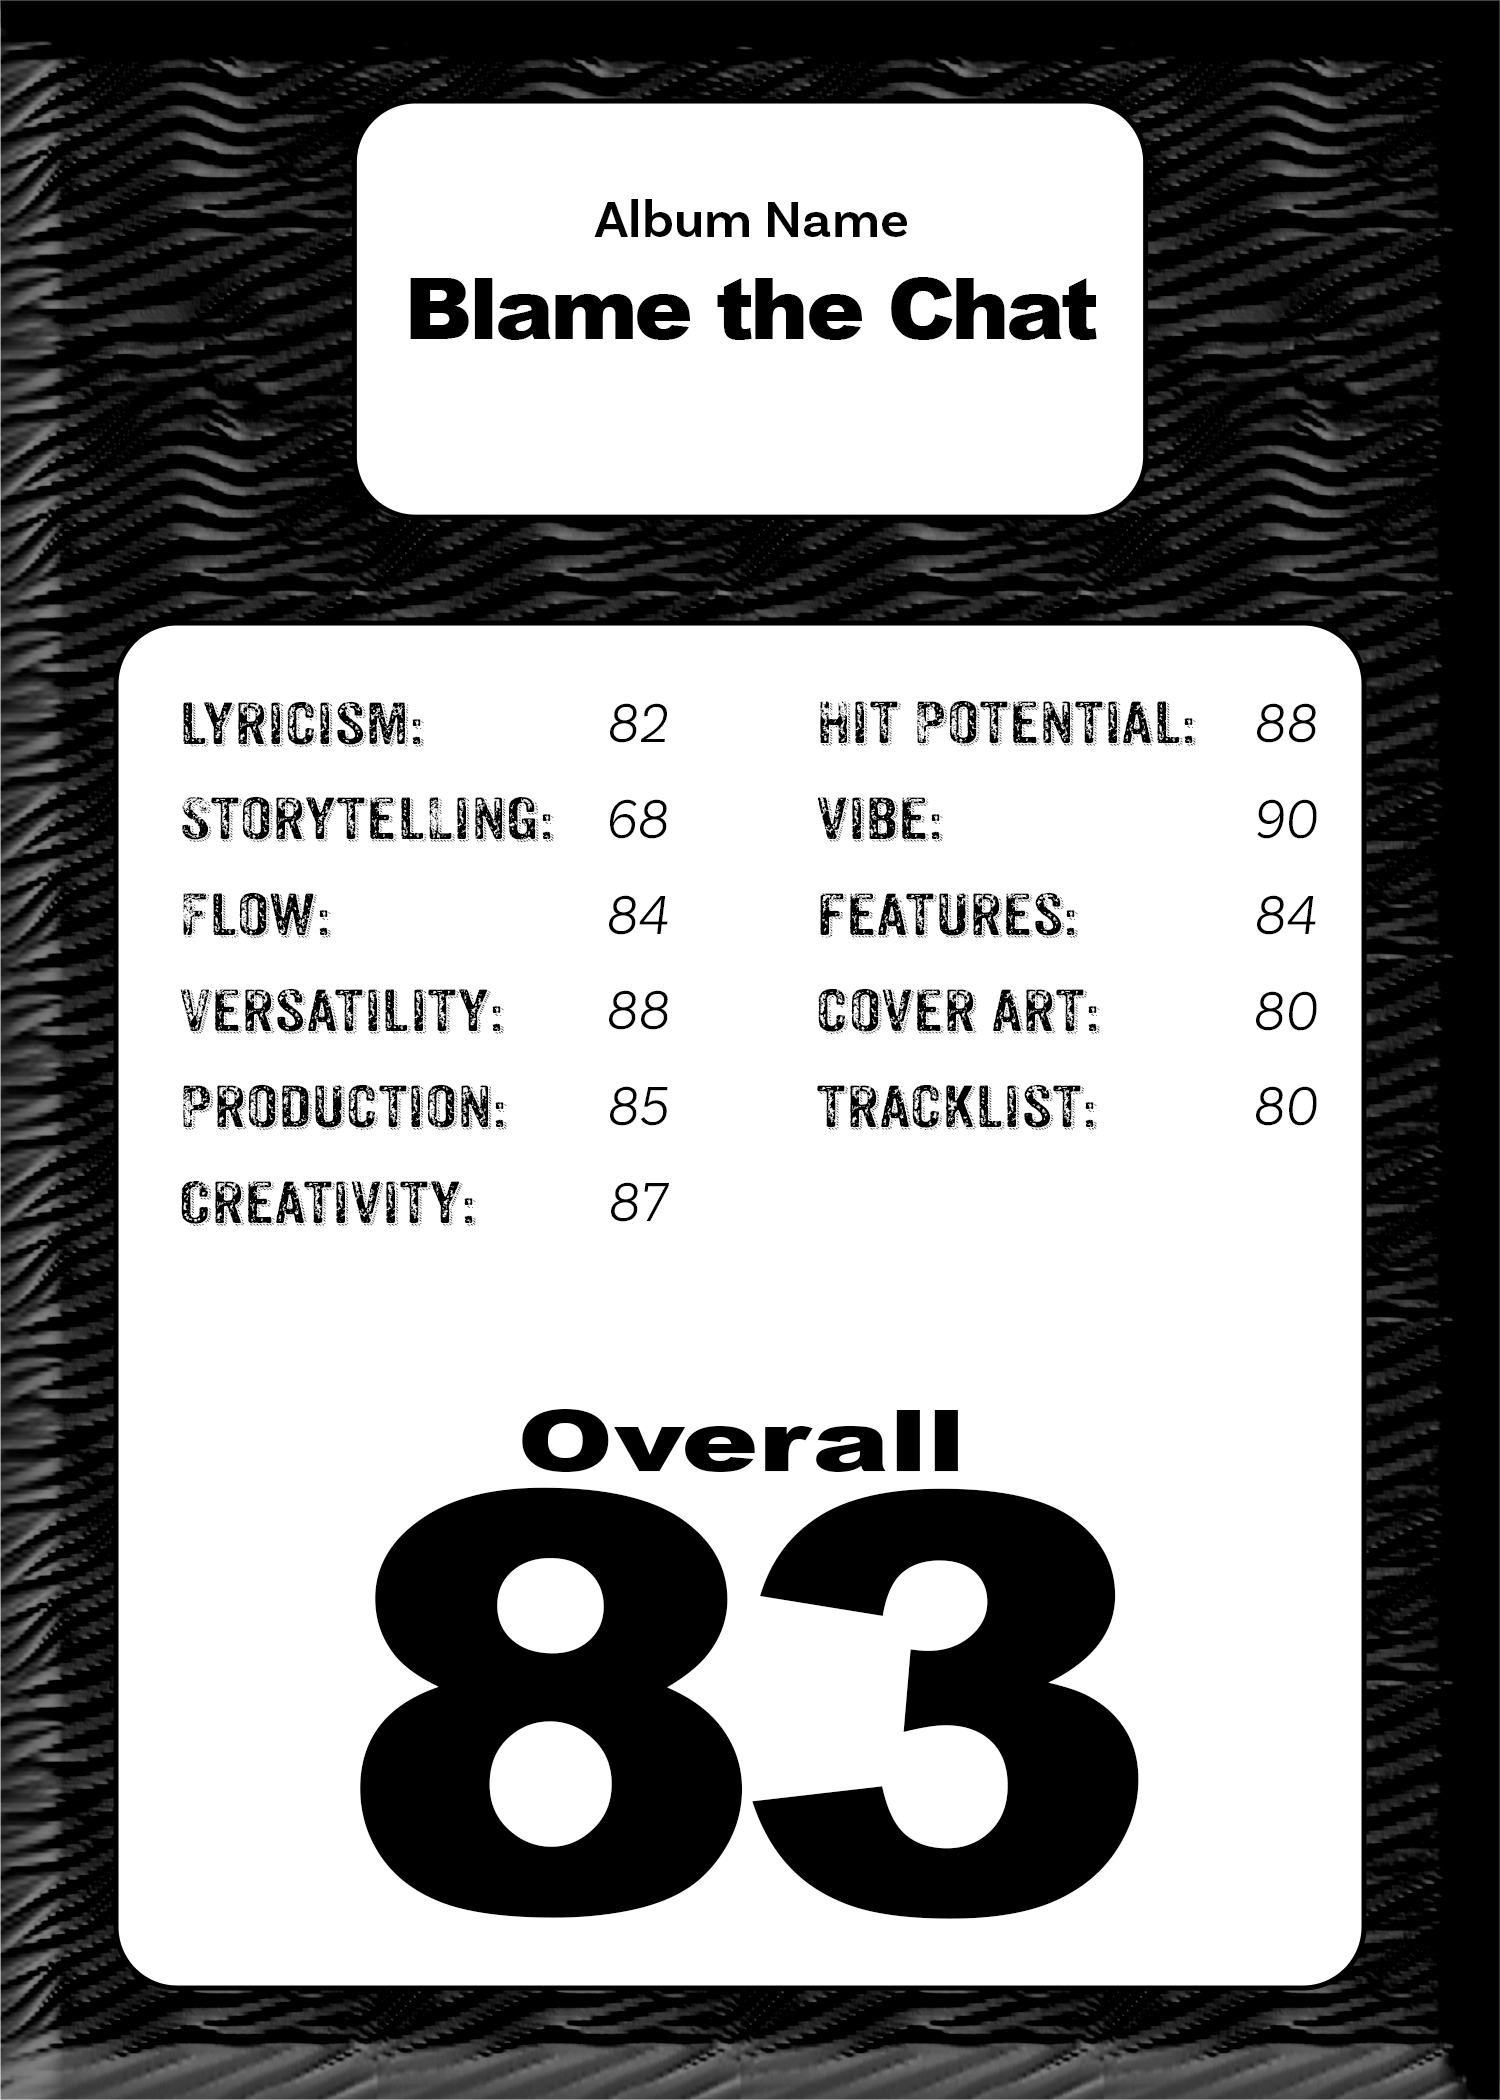 Album Name
Blame the Chat
LYRICISM: 82
STORYTELLING: 68
FLOW: 84
VERSATILITY: 88
PRODUCTION: 85
CREATIVITY: 87
HIT POTENTIAL: 88
VIBE: 90
FEATURES: 84
COVER ART: 80
TRACKLIST: 80
Overall
83